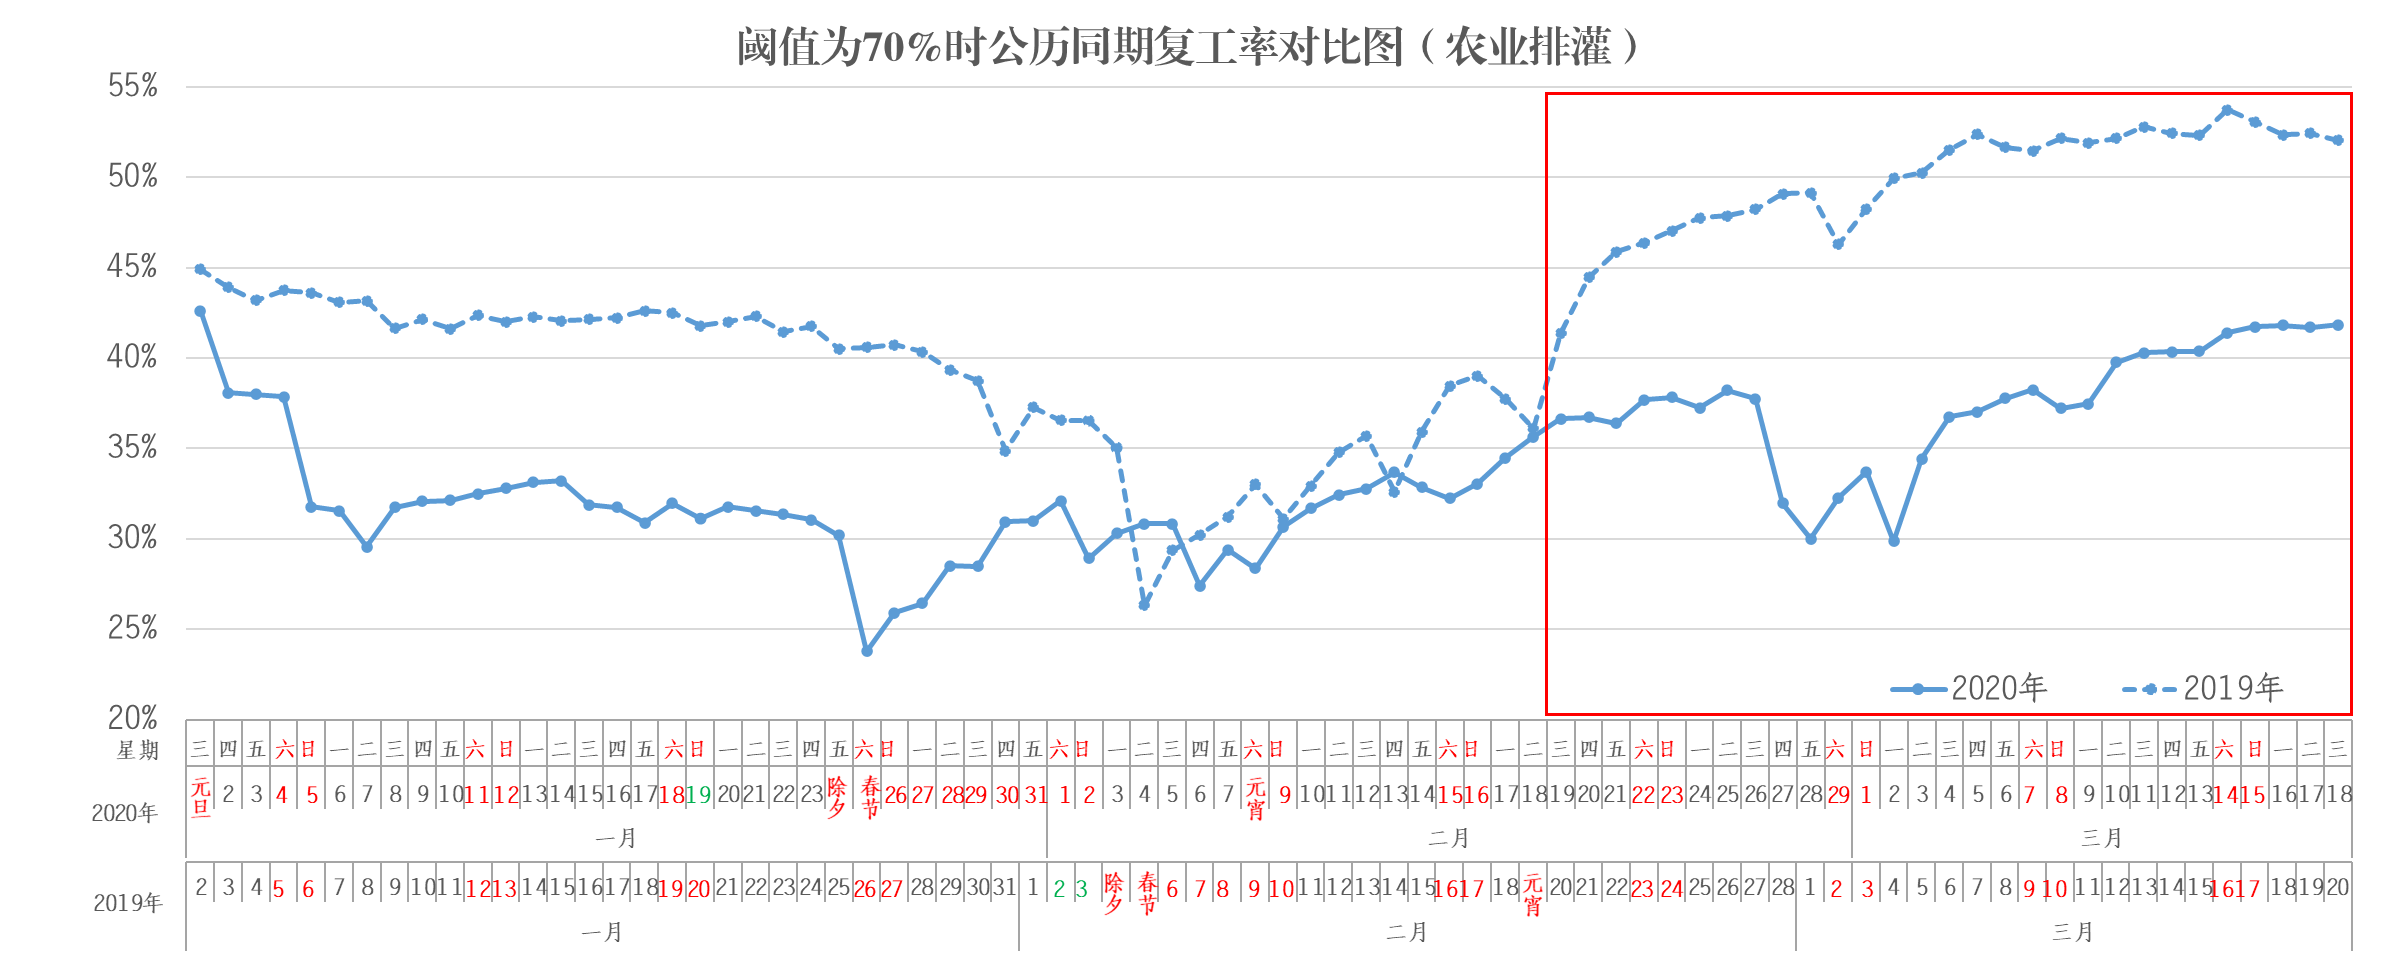 阈值为70%时公历同期复工率对比图（农业排灌）
55%
50%
45%
40%
35%
30%
25%
20%
2020年 2019年
星期 三 四 五 六 日 一 二 三 四 五 六 日 一 二 三 四 五 六 日 一 二 三 四 五 六 日 一 二 三 四 五 六 日 一 二 三 四 五 六 日 一 二 三 四 五 六 日 一 二 三 四 五 六 日 一 二 三 四 五 六 日 一 二 三 四 五 六 日 一 二 三 四 五 六 日 一 二 三
2020年 元旦 2 3 4 5 6 7 8 9 10 11 12 13 14 15 16 17 18 19 20 21 22 23 除夕 春节 26 27 28 29 30 31 1 2 3 4 5 6 7 元宵 9 10 11 12 13 14 15 16 17 18 19 20 21 22 23 24 25 26 27 28 29 1 2 3 4 5 6 7 8 9 10 11 12 13 14 15 16 17 18
一月 二月 三月
2019年 2 3 4 5 6 7 8 9 10 11 12 13 14 15 16 17 18 19 20 21 22 23 24 25 26 27 28 29 30 31 1 2 3 除夕 春节 6 7 8 9 10 11 12 13 14 15 16 17 18 元宵 20 21 22 23 24 25 26 27 28 1 2 3 4 5 6 7 8 9 10 11 12 13 14 15 16 17 18 19 20
一月 二月 三月